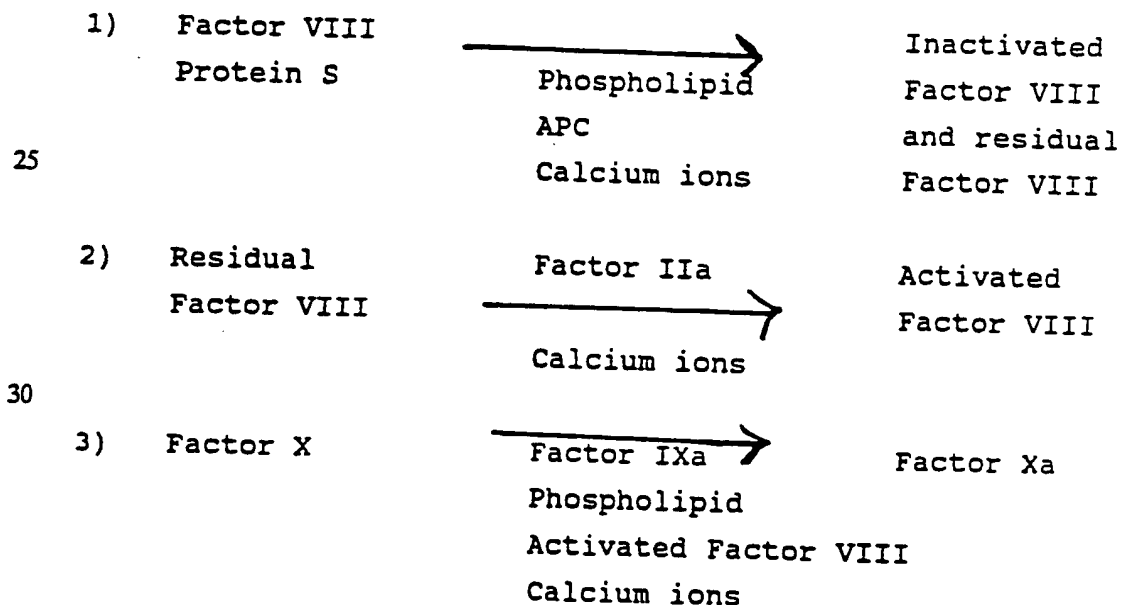 1) Factor VIII Inactivated
Protein S Phospholipid Factor VIII
APC and residual
25
Calcium ions Factor VIII
2) Residual Factor IIa Activated
Factor VIII Factor VIII
Calcium ions
30
3) Factor X Factor IXa Factor Xa
Phospholipid
Activated Factor VIII
Calcium ions